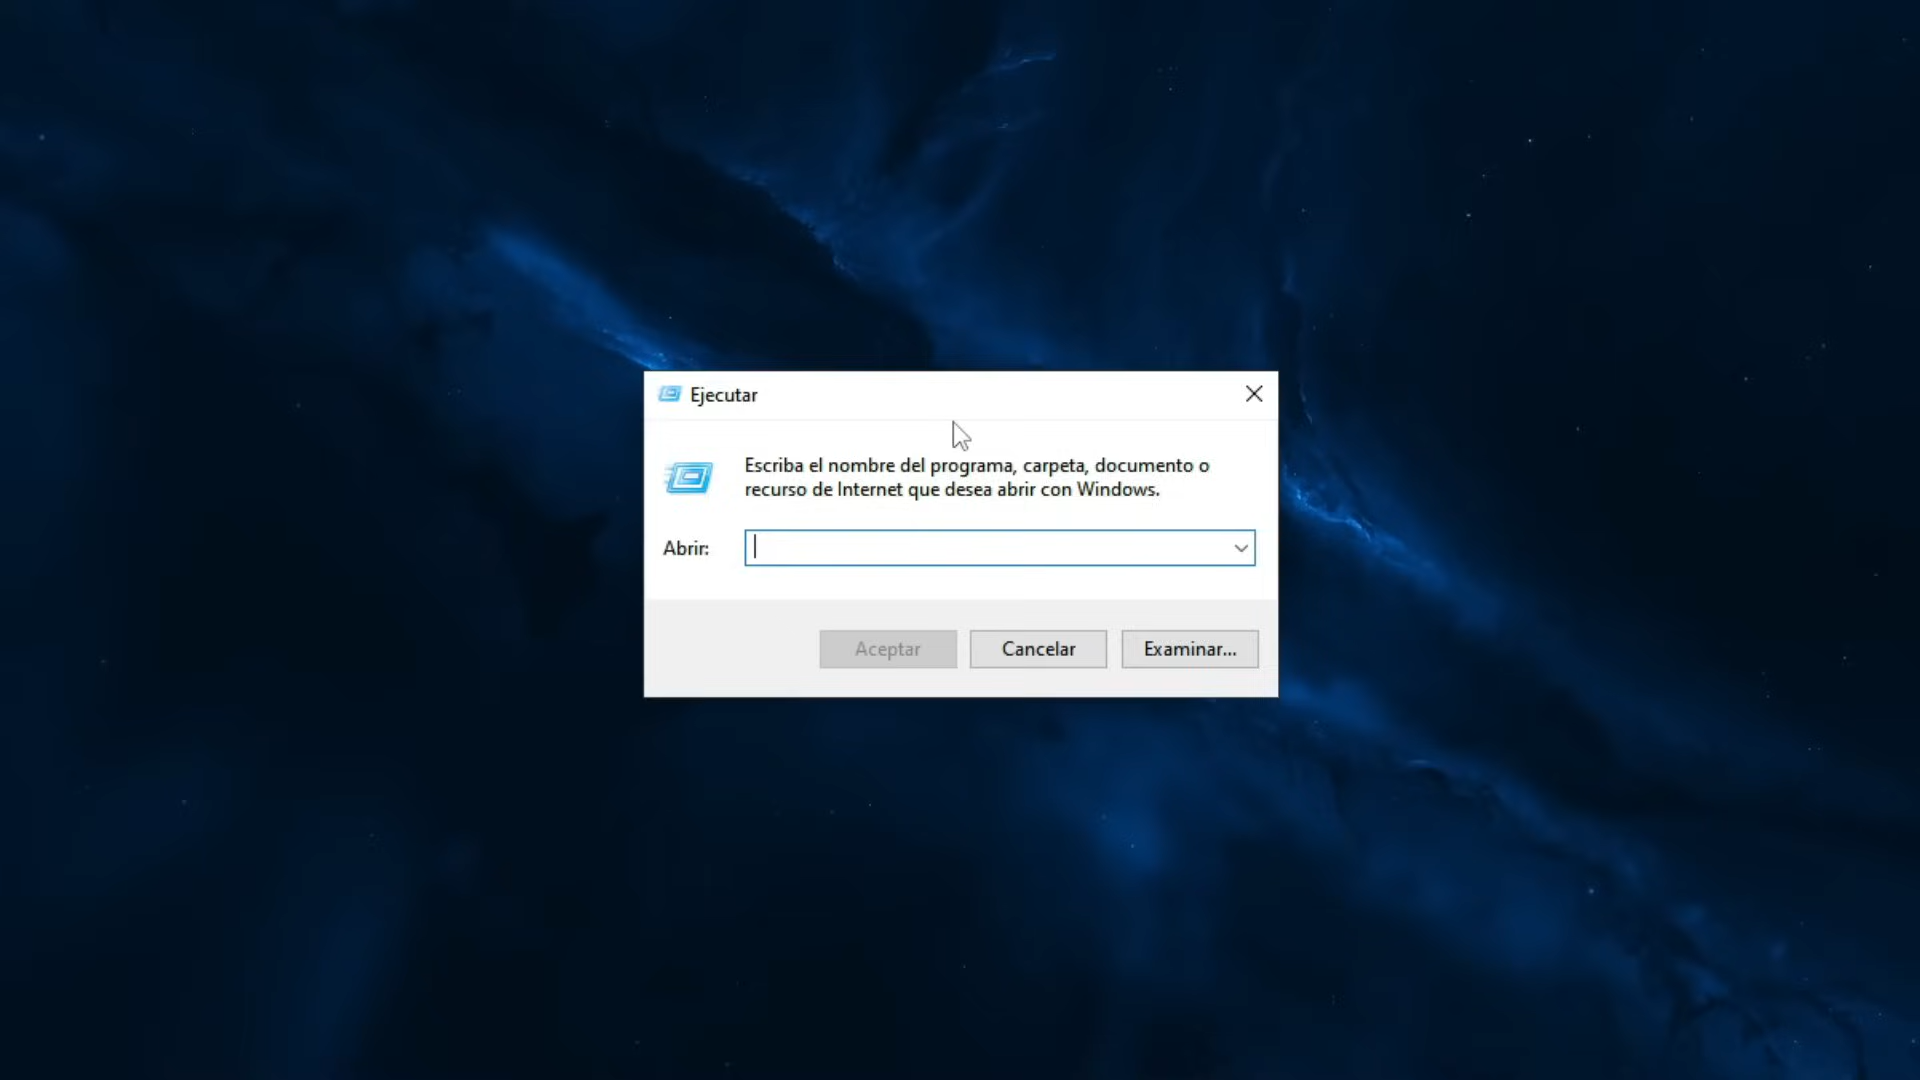 Ejecutar
Escriba el nombre del programa, carpeta, documento o
recurso de Internet que desea abrir con Windows.
Abrir:
Aceptar
Cancelar
Examinar...